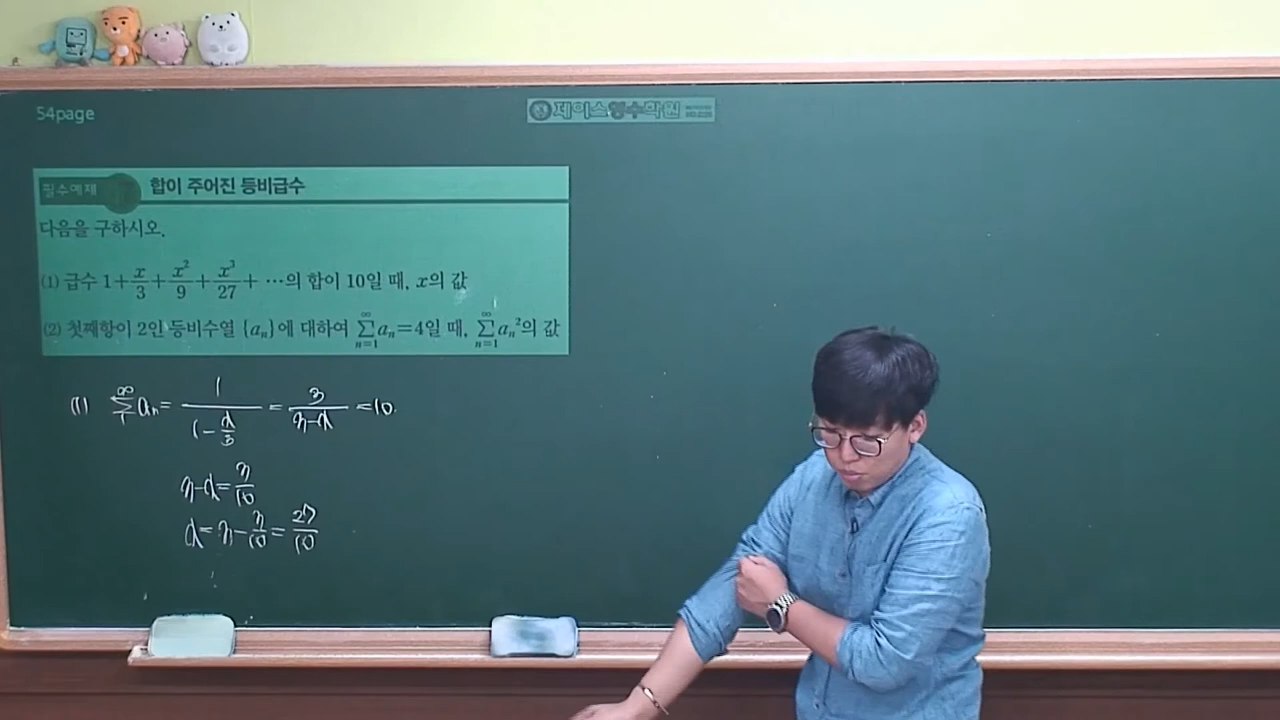 54page
제이스영수학원
필수예제 합이 주어진 등비급수
다음을 구하시오.
(1) 급수 1+x/3+x²/9+x³/27+ ⋯의 합이 10일 때, x의 값
(2) 첫째항이 2인 등비수열 {aₙ}에 대하여 ∞∑n=1 aₙ=4일 때, ∞∑n=1 aₙ²의 값
(1) ∞∑1 aₙ= 1/(1-x/3) = 3/(3-x) =10.
3-x=3/10
x=3-3/10=27/10